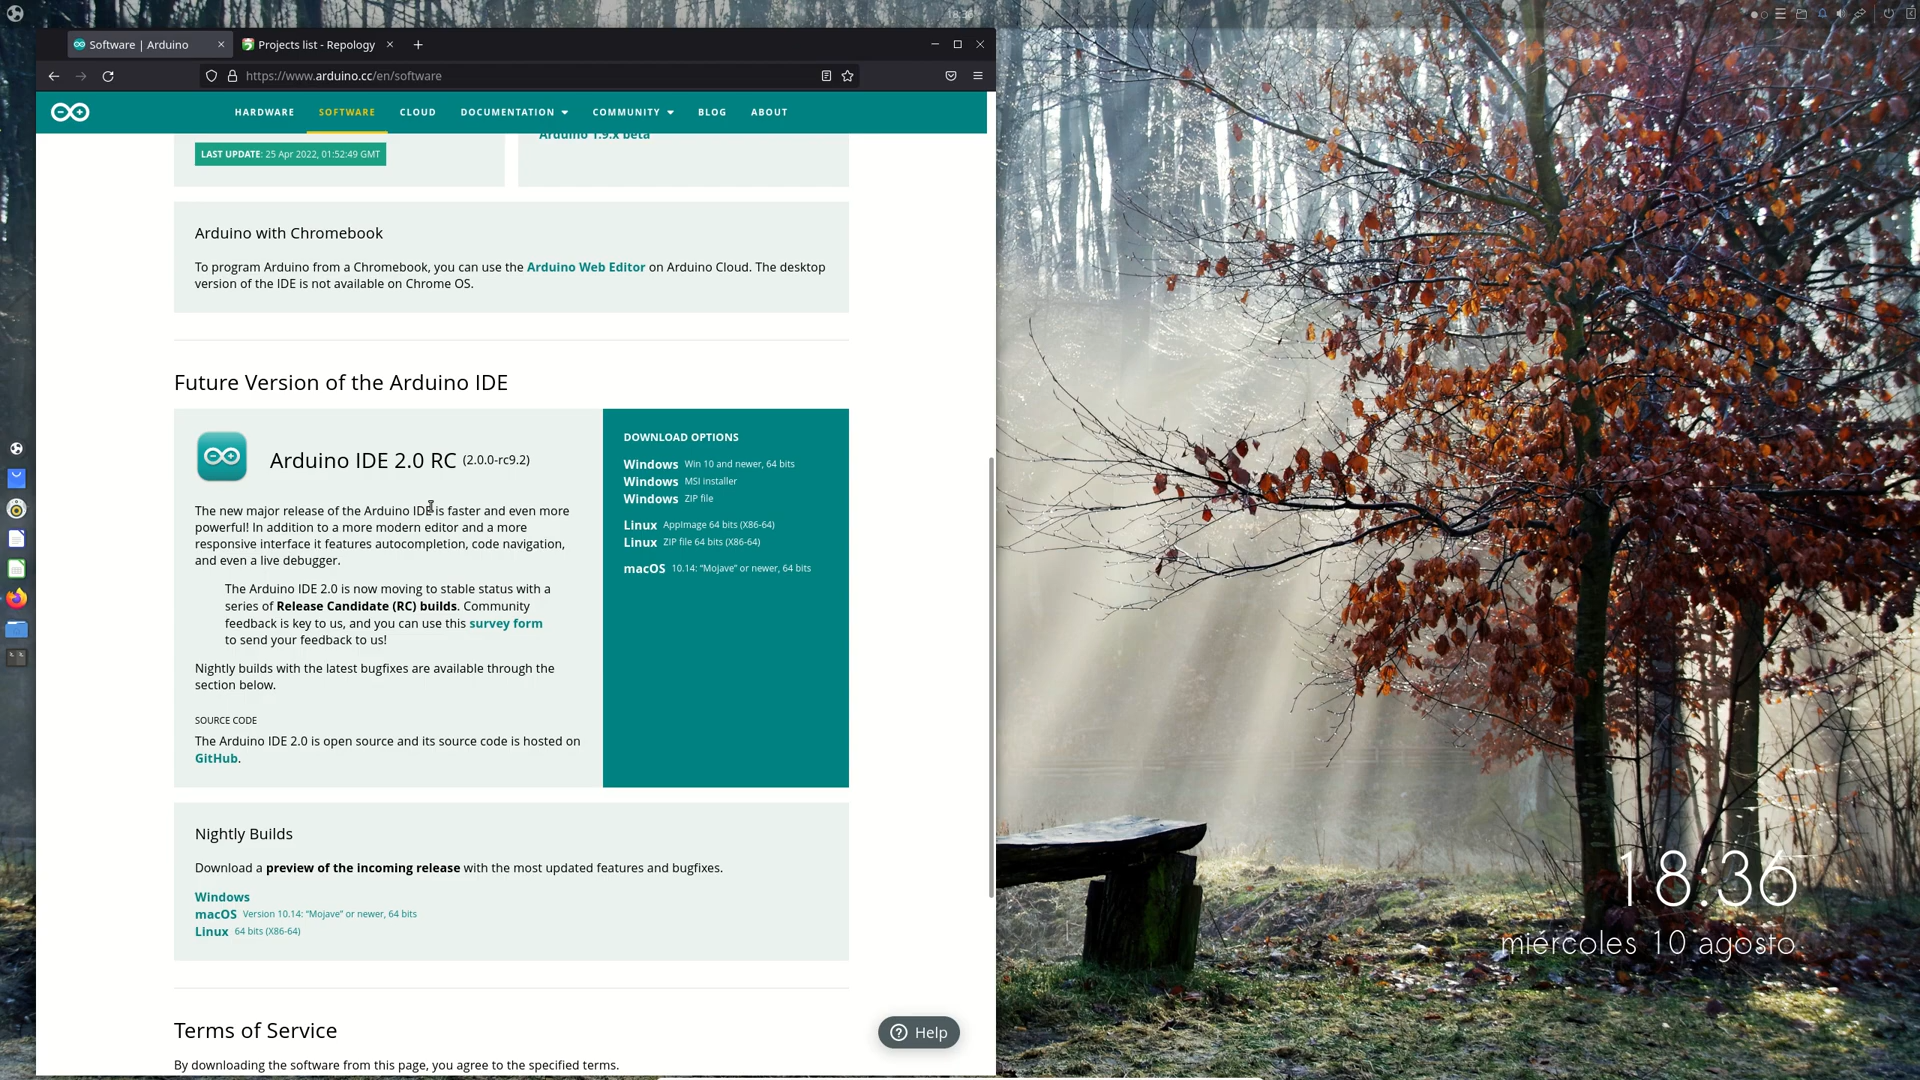 Software | Arduino
Projects list - Repology
https://www.arduino.cc/en/software
HARDWARE SOFTWARE CLOUD DOCUMENTATION COMMUNITY BLOG ABOUT
Arduino 1.9.x beta
LAST UPDATE: 25 Apr 2022, 01:52:49 GMT
Arduino with Chromebook
To program Arduino from a Chromebook, you can use the Arduino Web Editor on Arduino Cloud. The desktop
version of the IDE is not available on Chrome OS.
Future Version of the Arduino IDE
Arduino IDE 2.0 RC (2.0.0-rc9.2)
The new major release of the Arduino IDE is faster and even more
powerful! In addition to a more modern editor and a more
responsive interface it features autocompletion, code navigation,
and even a live debugger.
The Arduino IDE 2.0 is now moving to stable status with a
series of Release Candidate (RC) builds. Community
feedback is key to us, and you can use this survey form
to send your feedback to us!
Nightly builds with the latest bugfixes are available through the
section below.
SOURCE CODE
The Arduino IDE 2.0 is open source and its source code is hosted on
GitHub.
DOWNLOAD OPTIONS
Windows Win 10 and newer, 64 bits
Windows MSI installer
Windows ZIP file
Linux AppImage 64 bits (X86-64)
Linux ZIP file 64 bits (X86-64)
macOS 10.14: “Mojave” or newer, 64 bits
Nightly Builds
Download a preview of the incoming release with the most updated features and bugfixes.
Windows
macOS Version 10.14: “Mojave” or newer, 64 bits
Linux 64 bits (X86-64)
Terms of Service
By downloading the software from this page, you agree to the specified terms.
Help
18:36
miércoles 10 agosto